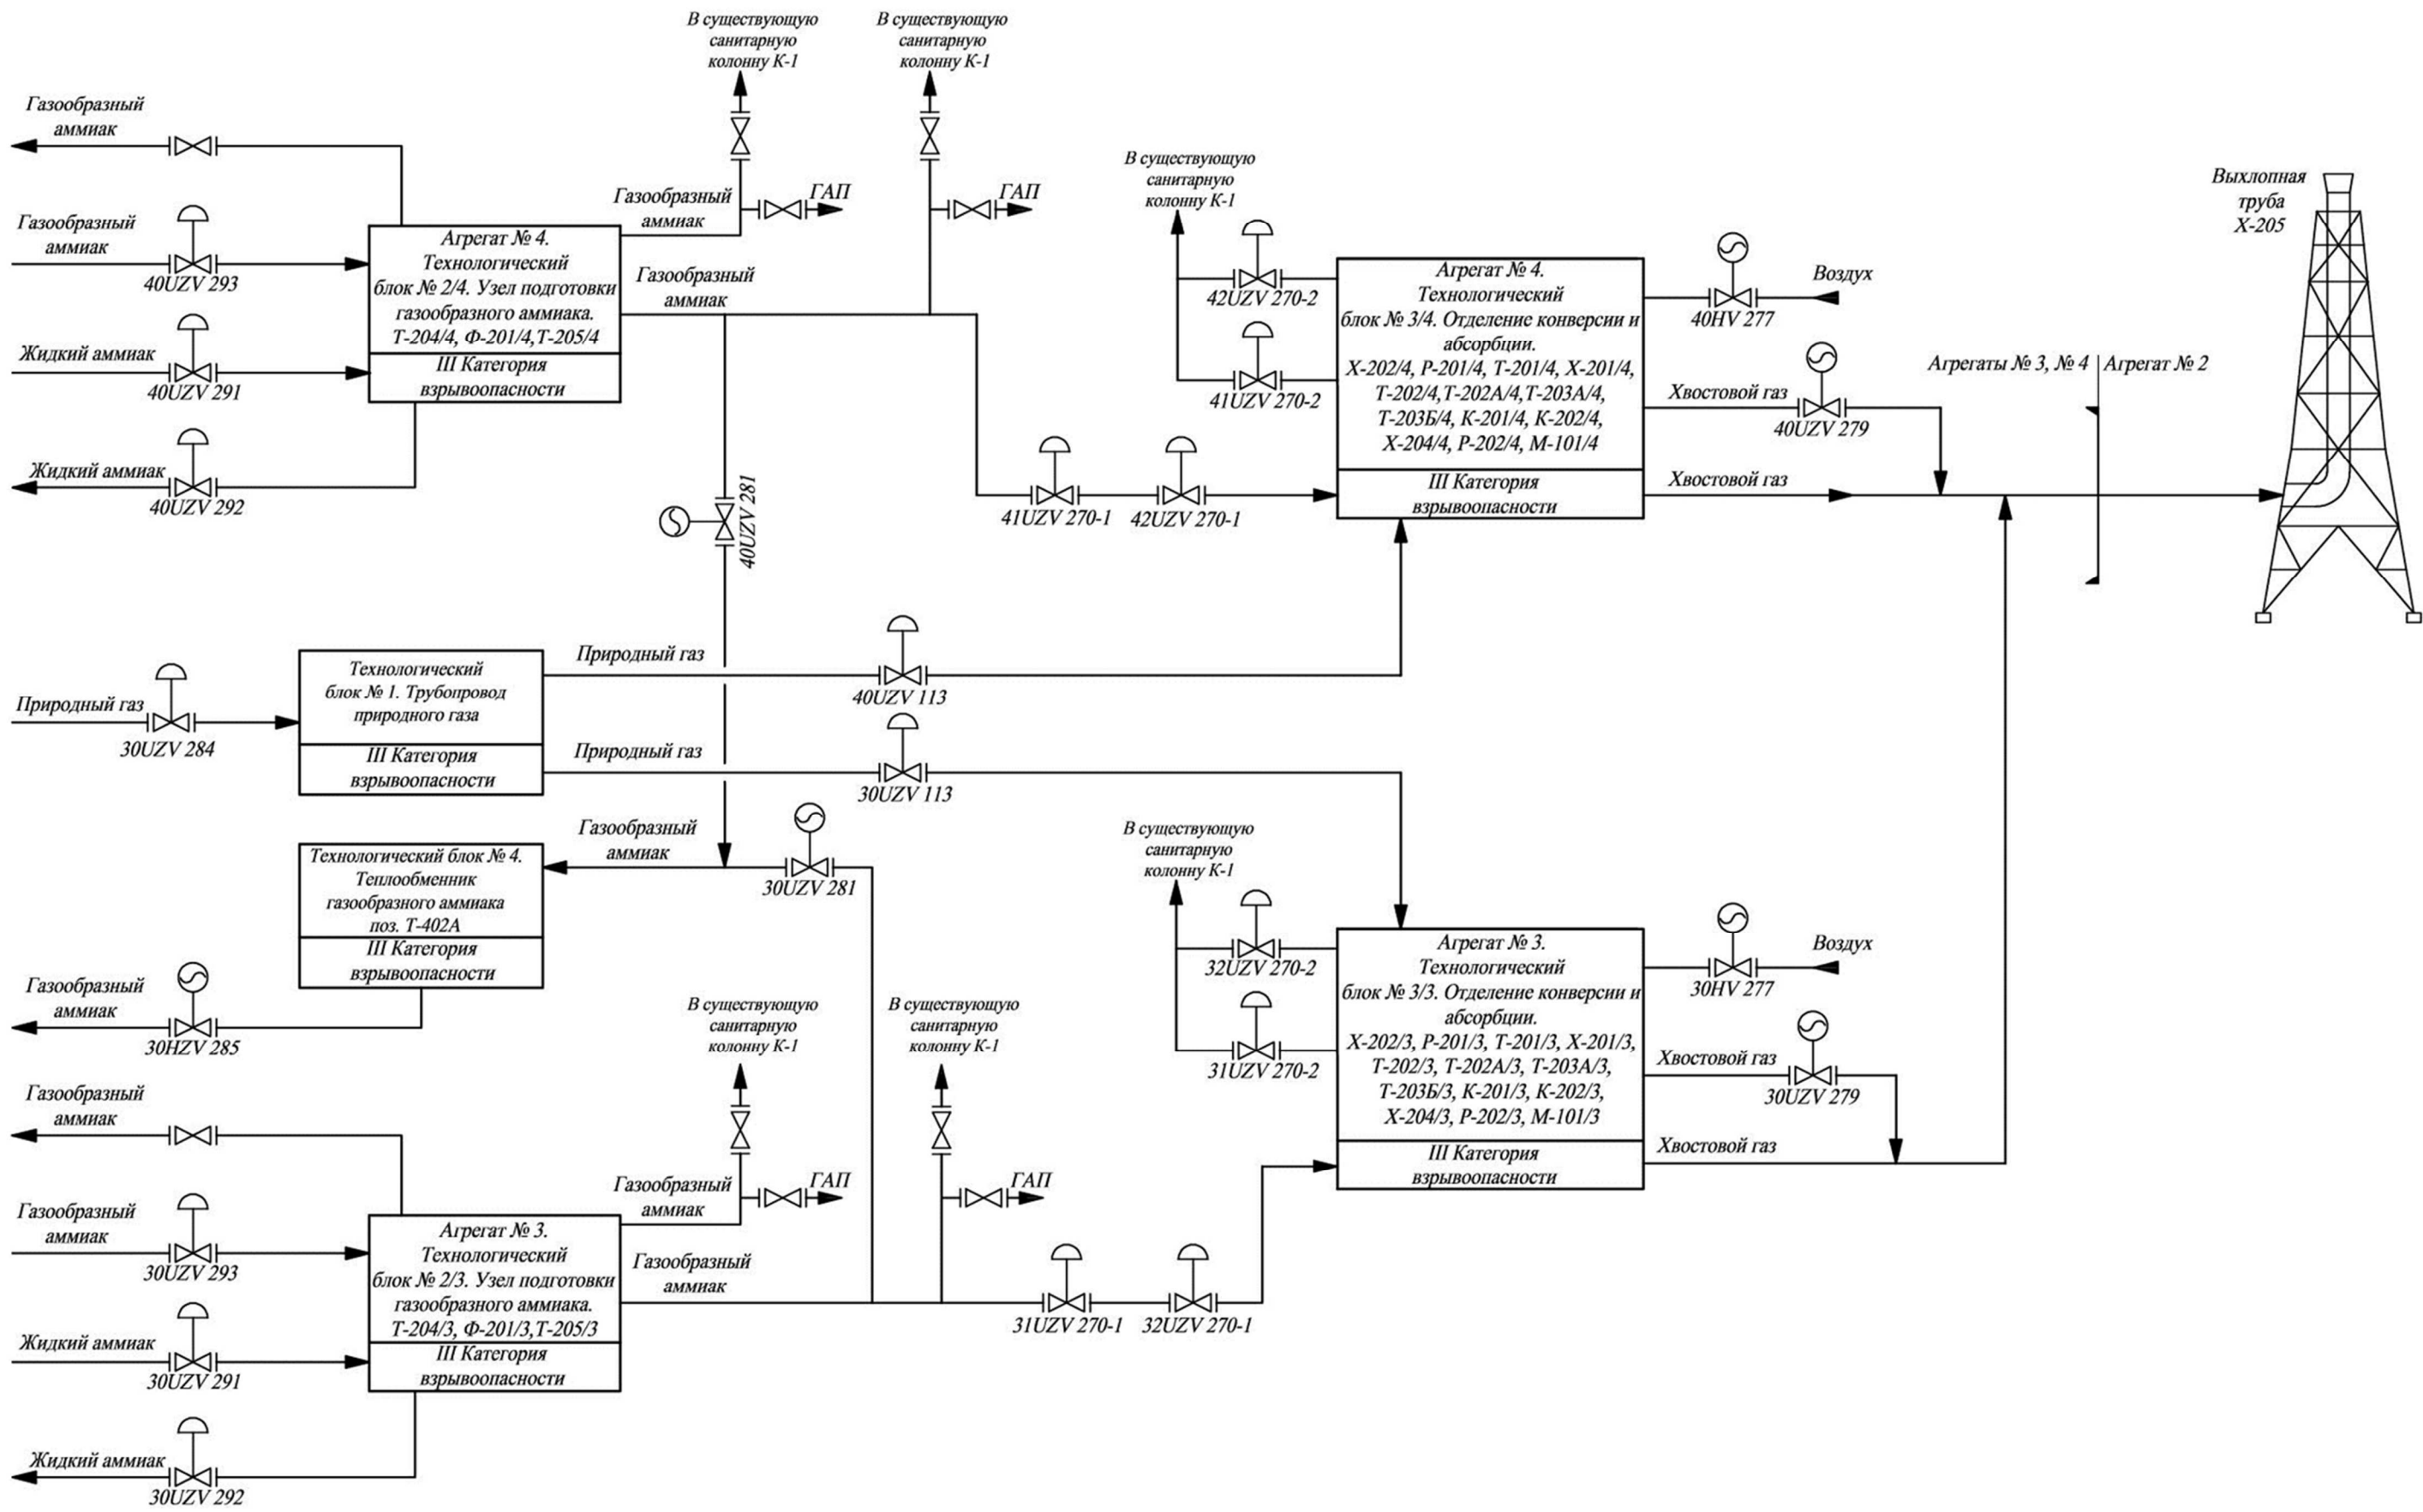 В существующую
санитарную
колонну К-1
В существующую
санитарную
колонну К-1
Газообразный
аммиак
Газообразный
аммиак
40UZV 293
Жидкий аммиак
40UZV 291
Жидкий аммиак
40UZV 292
Агрегат № 4.
Технологический
блок № 2/4. Узел подготовки
газообразного аммиака.
Т-204/4, Ф-201/4,Т-205/4
III Категория
взрывоопасности
Газообразный
аммиак
ГАП
ГАП
Газообразный
аммиак
40UZV 281
41UZV 270-1
42UZV 270-1
В существующую
санитарную
колонну К-1
42UZV 270-2
41UZV 270-2
Агрегат № 4.
Технологический
блок № 3/4. Отделение конверсии и
абсорбции.
Х-202/4, Р-201/4, Т-201/4, Х-201/4,
Т-202/4,Т-202А/4,Т-203А/4,
Т-203Б/4, К-201/4, К-202/4,
Х-204/4, Р-202/4, М-101/4
III Категория
взрывоопасности
Воздух
40HV 277
Хвостовой газ
40UZV 279
Хвостовой газ
Агрегаты № 3, № 4
Агрегат № 2
Выхлопная
труба
Х-205
Природный газ
30UZV 284
Технологический
блок № 1. Трубопровод
природного газа
III Категория
взрывоопасности
Природный газ
40UZV 113
Природный газ
30UZV 113
Технологический блок № 4.
Теплообменник
газообразного аммиака
поз. Т-402А
III Категория
взрывоопасности
Газообразный
аммиак
30UZV 281
Газообразный
аммиак
30HZV 285
Газообразный
аммиак
Газообразный
аммиак
30UZV 293
Жидкий аммиак
30UZV 291
Жидкий аммиак
30UZV 292
Агрегат № 3.
Технологический
блок № 2/3. Узел подготовки
газообразного аммиака.
Т-204/3, Ф-201/3,Т-205/3
III Категория
взрывоопасности
В существующую
санитарную
колонну К-1
В существующую
санитарную
колонну К-1
Газообразный
аммиак
ГАП
ГАП
Газообразный
аммиак
31UZV 270-1
32UZV 270-1
В существующую
санитарную
колонну К-1
32UZV 270-2
31UZV 270-2
Агрегат № 3.
Технологический
блок № 3/3. Отделение конверсии и
абсорбции.
Х-202/3, Р-201/3, Т-201/3, Х-201/3,
Т-202/3, Т-202А/3, Т-203А/3,
Т-203Б/3, К-201/3, К-202/3,
Х-204/3, Р-202/3, М-101/3
III Категория
взрывоопасности
Воздух
30HV 277
Хвостовой газ
30UZV 279
Хвостовой газ